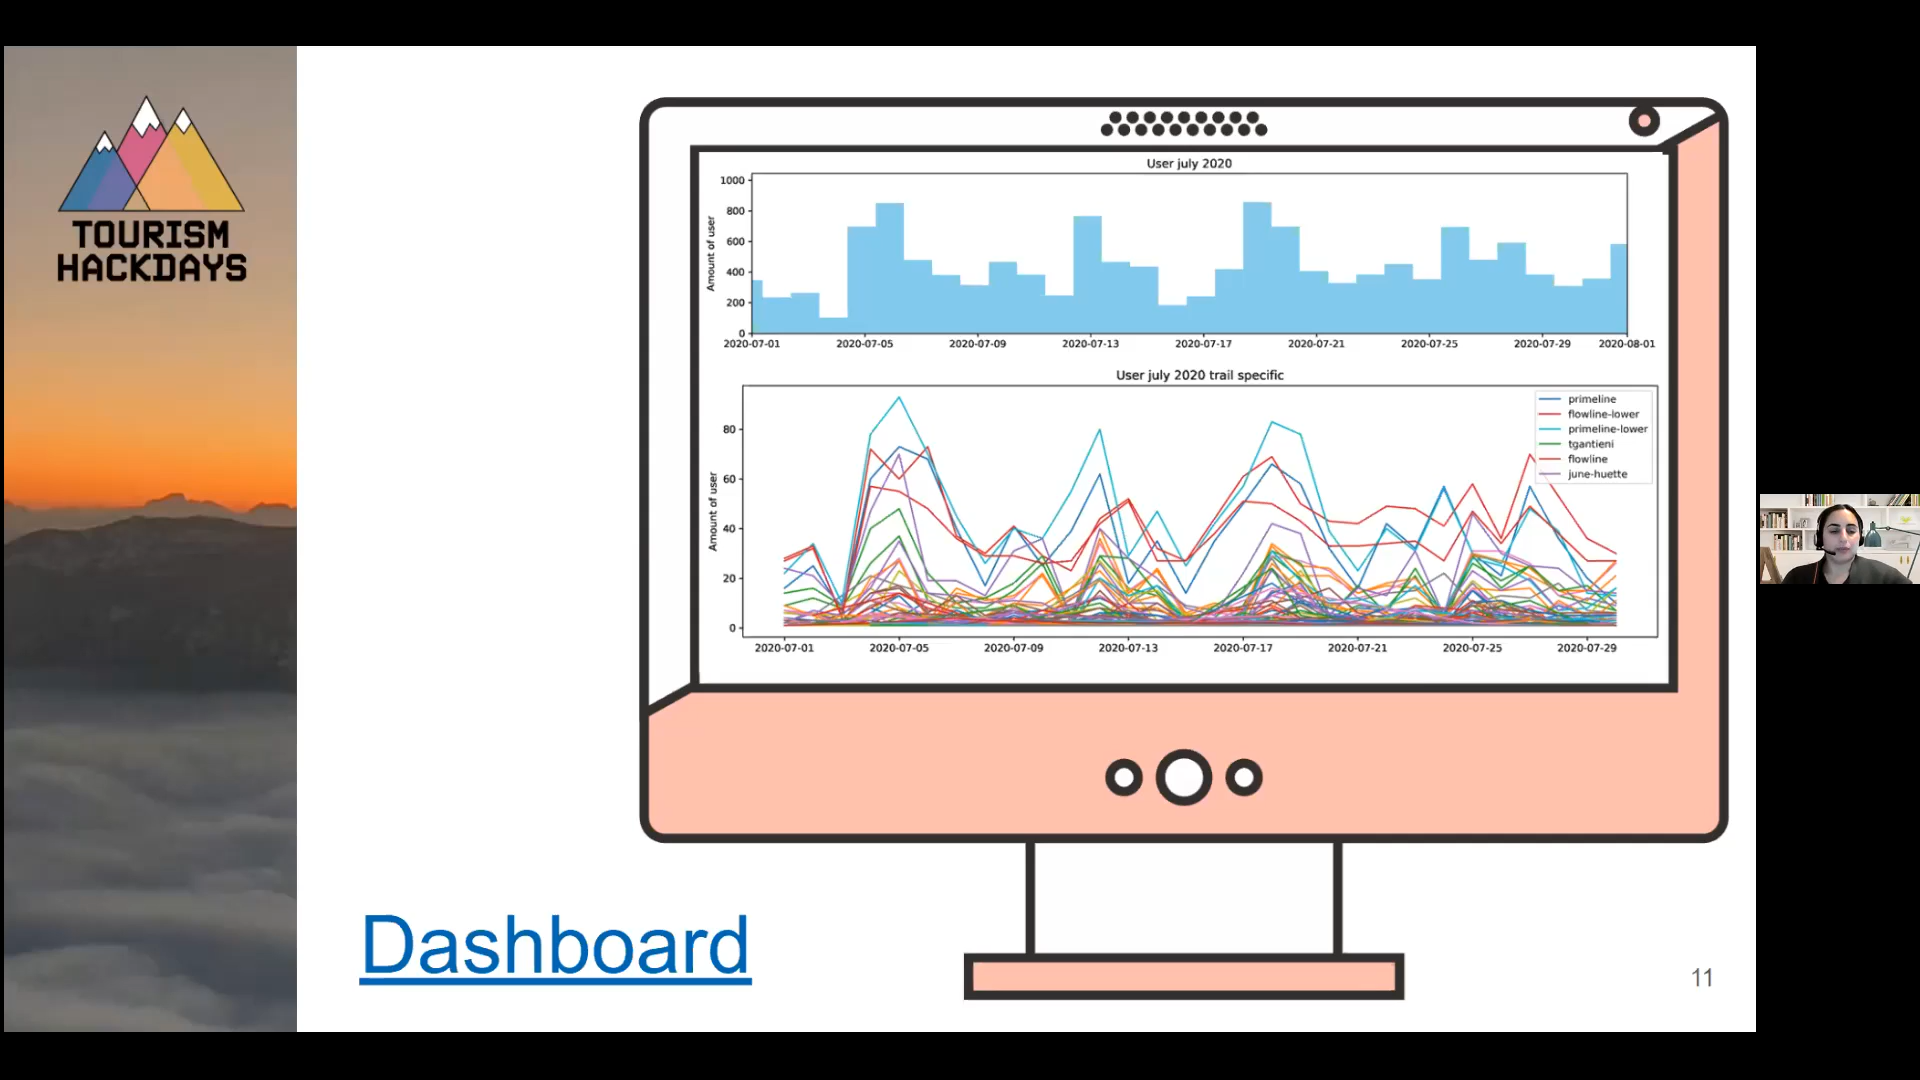 TOURISM
HACKDAYS
User july 2020
Amount of user
1000
800
600
400
200
0
2020-07-01 2020-07-05 2020-07-09 2020-07-13 2020-07-17 2020-07-21 2020-07-25 2020-07-29 2020-08-01
User july 2020 trail specific
Amount of user
80
60
40
20
0
primeline
flowline-lower
primeline-lower
tgantieni
flowline
june-huette
2020-07-01 2020-07-05 2020-07-09 2020-07-13 2020-07-17 2020-07-21 2020-07-25 2020-07-29
Dashboard
11